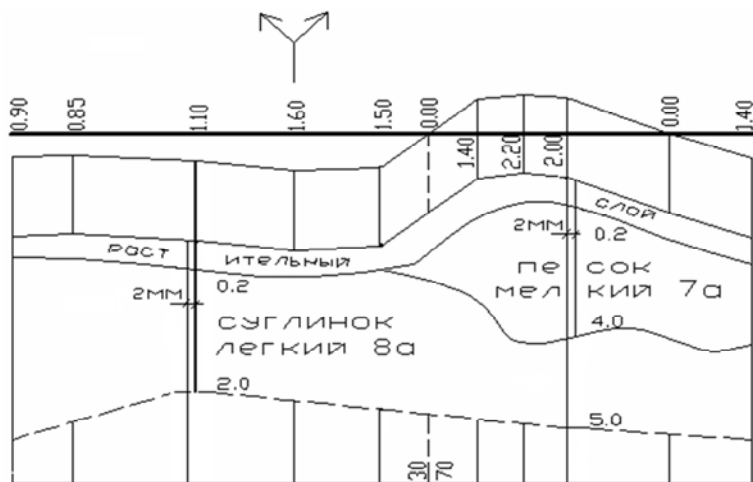 0.90 0.85 1.10 1.60 1.50 0.00 0.00 1.40
1.40 2.20 2.00
СЛОЙ
РАСТ ИТЕЛЬНЫЙ
2ММ 0.2
ПЕ СОК
МЕЛ КИЙ 7а
2ММ 0.2
СУГЛИНОК
ЛЕГКИЙ 8а
4.0
2.0
5.0
30 70